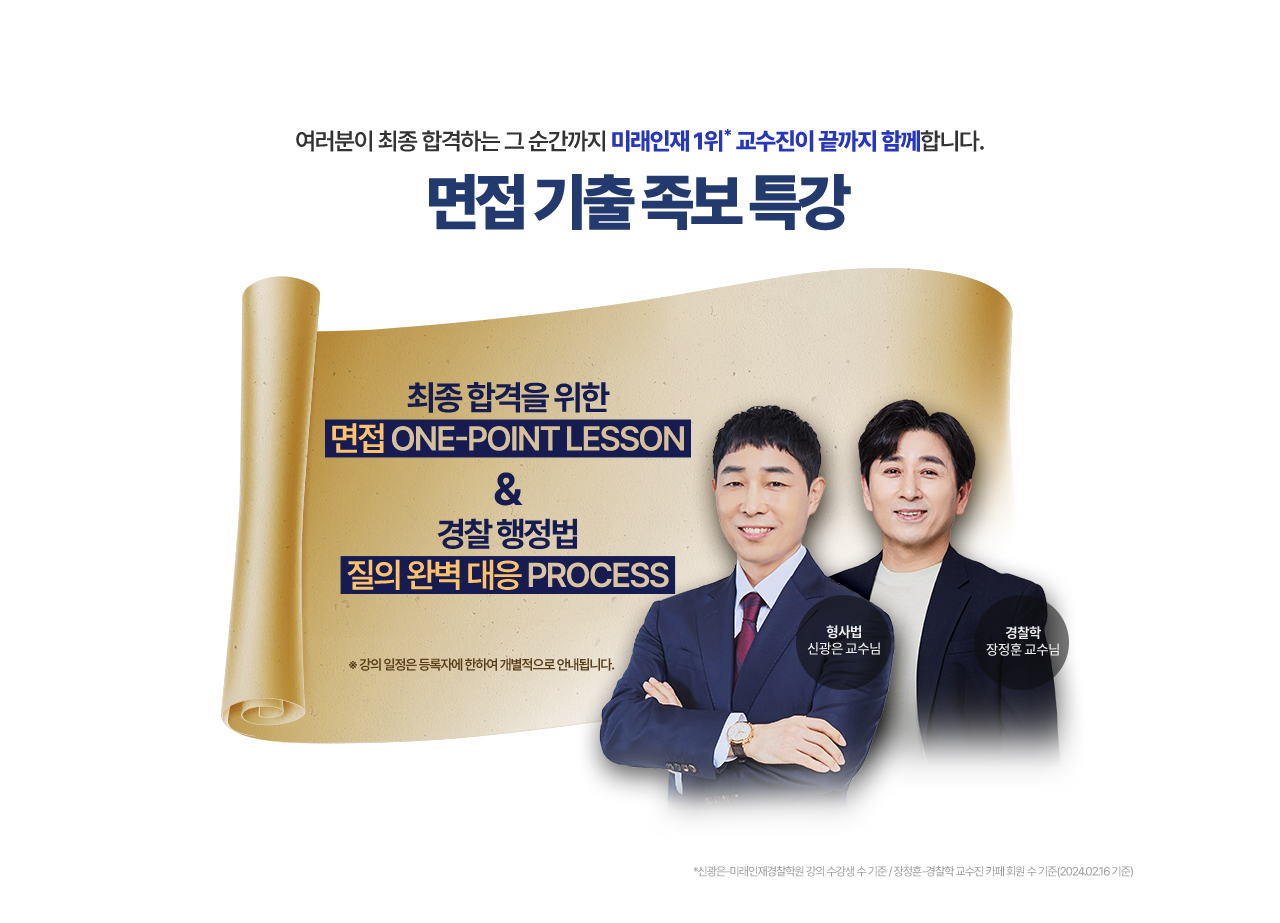 여러분이 최종 합격하는 그 순간까지 미래인재 1위* 교수진이 끝까지 함께합니다.
면접 기출 족보 특강
최종 합격을 위한
면접 ONE-POINT LESSON
&
경찰 행정법
질의 완벽 대응 PROCESS
형사법
신광은 교수님
경찰학
장정훈 교수님
※ 강의 일정은 등록자에 한하여 개별적으로 안내됩니다.
*신광은-미래인재경찰학원 강의 수강생 수 기준 / 장정훈-경찰학 교수진 카페 회원 수 기준(2024.02.16 기준)